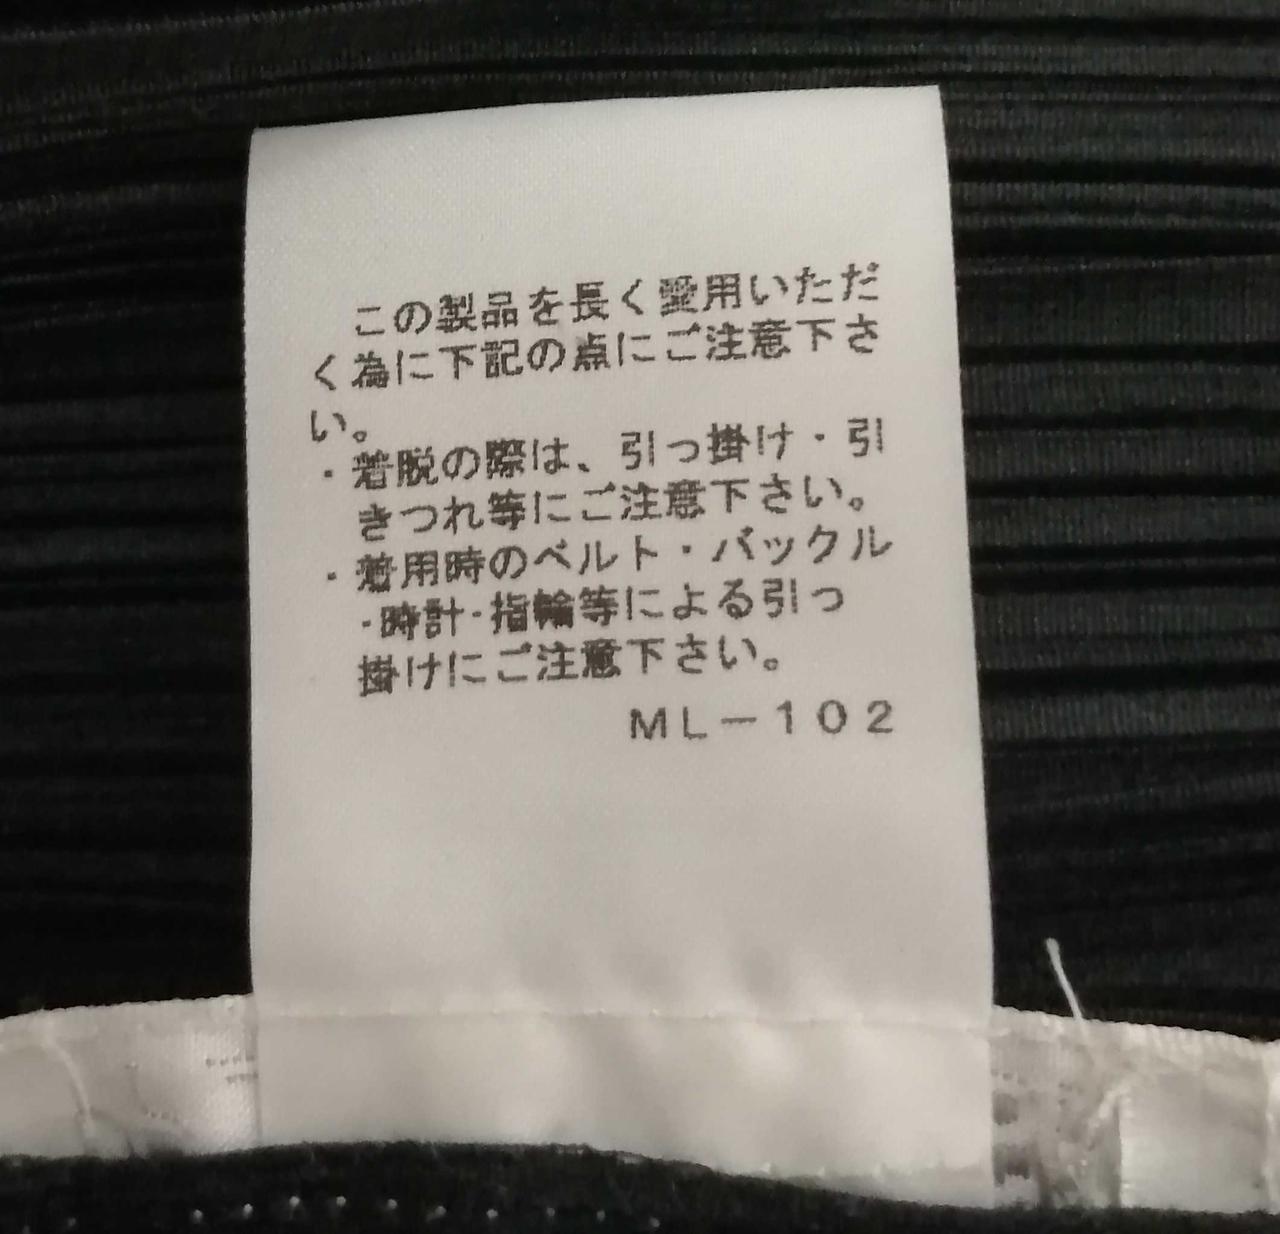 この製品を長く愛用いただ
く為に下記の点にご注意下さ
い。
・着脱の際は、引っ掛け・引
きつれ等にご注意下さい。
・着用時のベルト・バックル
・時計・指輪等による引っ
掛けにご注意下さい。
ML－102